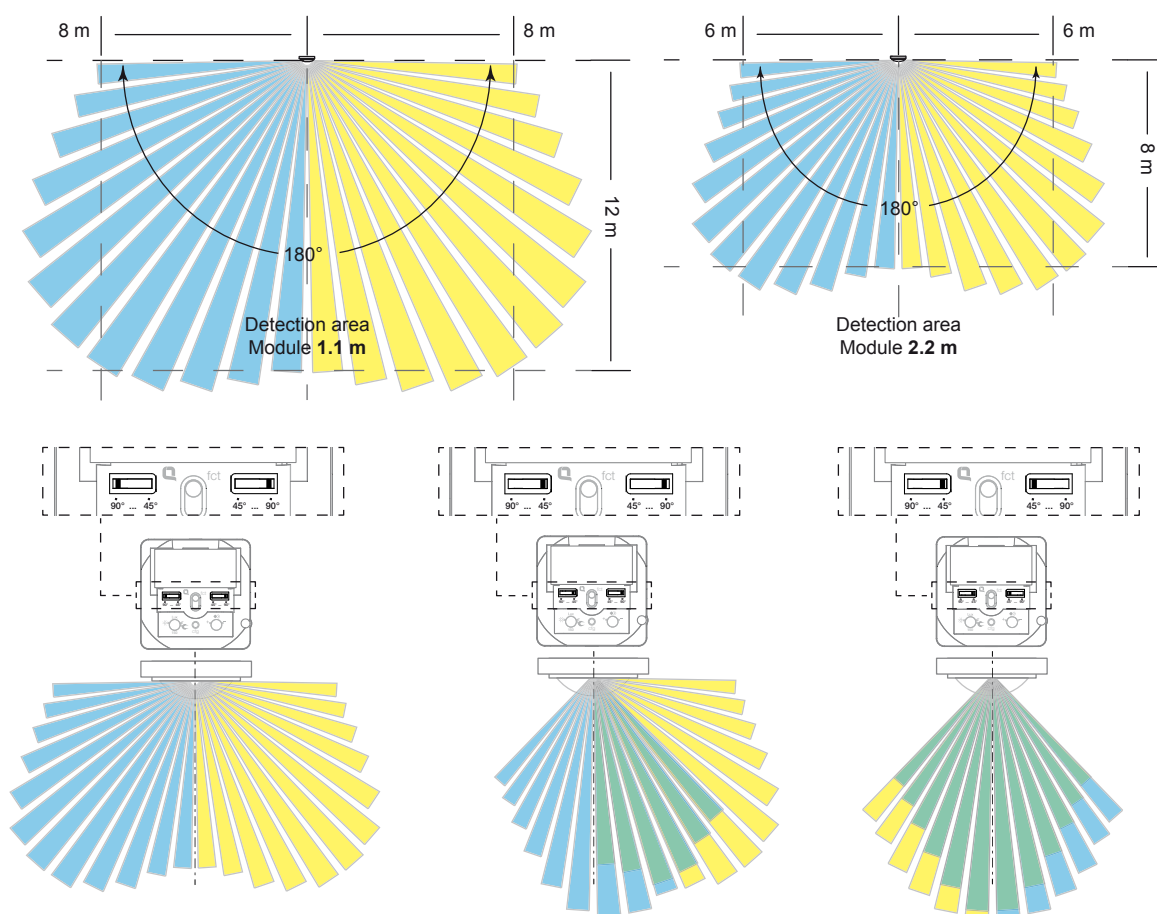 8 m 8 m
6 m 6 m
12 m
8 m
180°
180°
Detection area
Module 1.1 m
Detection area
Module 2.2 m
fct
90° ... 45° 45° ... 90°
fct
90° ... 45° 45° ... 90°
fct
90° ... 45° 45° ... 90°